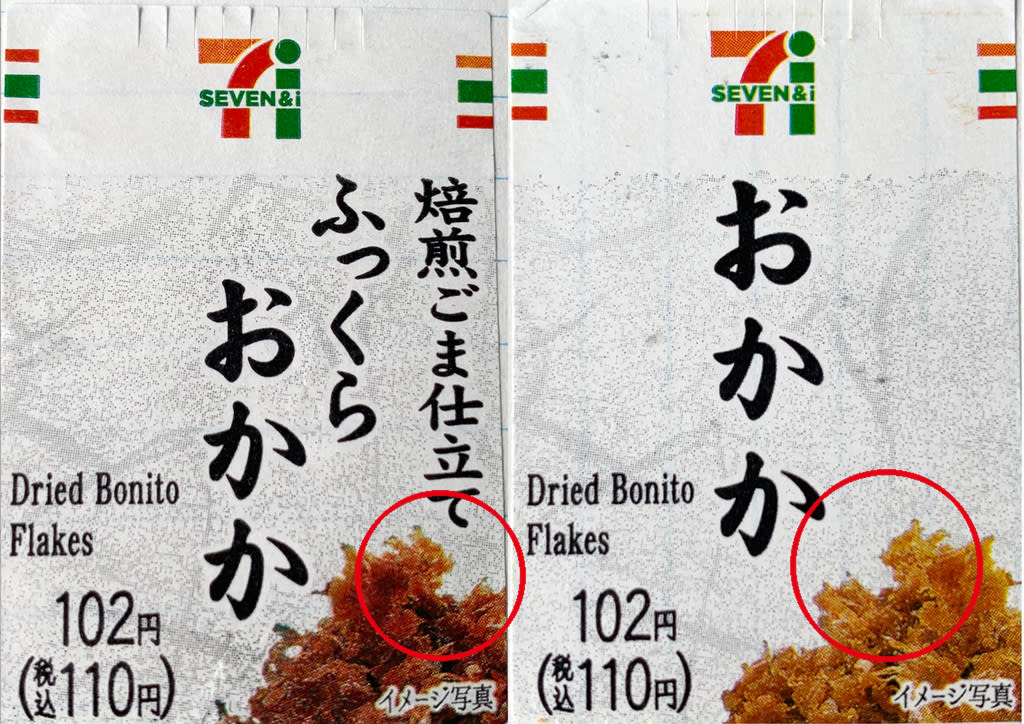 SEVEN&i
焙煎ごま仕立て
ふっくら
おかか
Dried Bonito
Flakes
102円
(税込110円)
イメージ写真
SEVEN&i
おかか
Dried Bonito
Flakes
102円
(税込110円)
イメージ写真